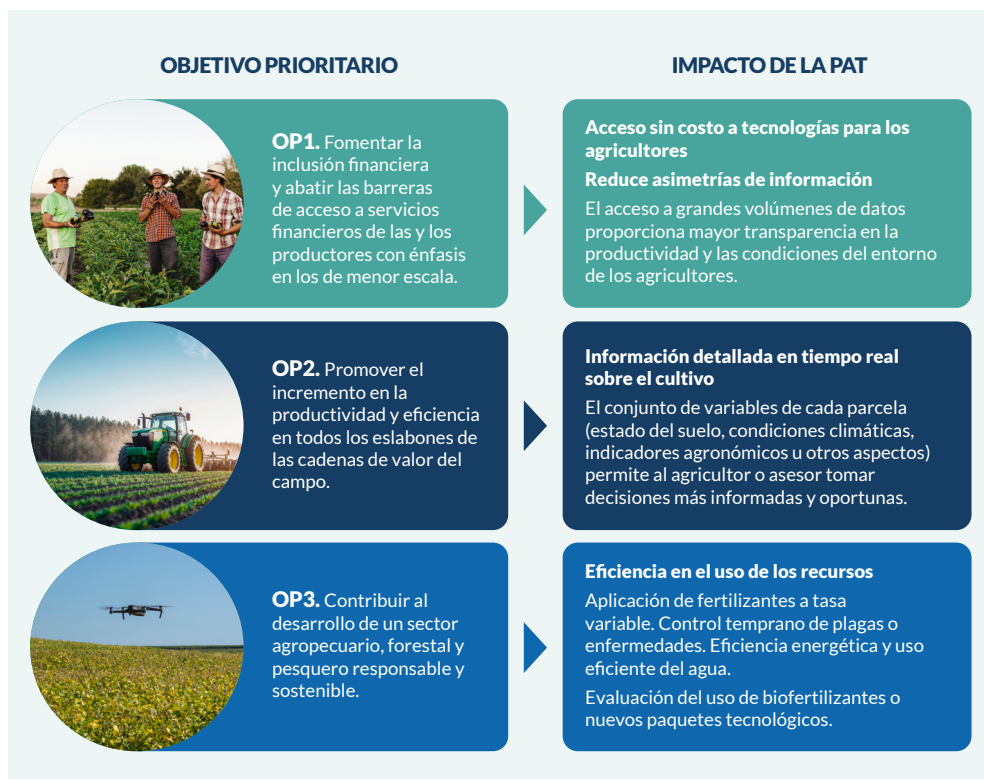 OBJETIVO PRIORITARIO
IMPACTO DE LA PAT
OP1. Fomentar la
inclusión financiera
y abatir las barreras
de acceso a servicios
financieros de las y los
productores con énfasis
en los de menor escala.
Acceso sin costo a tecnologías para los
agricultores
Reduce asimetrías de información
El acceso a grandes volúmenes de datos
proporciona mayor transparencia en la
productividad y las condiciones del entorno
de los agricultores.
OP2. Promover el
incremento en la
productividad y eficiencia
en todos los eslabones de
las cadenas de valor del
campo.
Información detallada en tiempo real
sobre el cultivo
El conjunto de variables de cada parcela
(estado del suelo, condiciones climáticas,
indicadores agronómicos u otros aspectos)
permite al agricultor o asesor tomar
decisiones más informadas y oportunas.
OP3. Contribuir al
desarrollo de un sector
agropecuario, forestal y
pesquero responsable y
sostenible.
Eficiencia en el uso de los recursos
Aplicación de fertilizantes a tasa
variable. Control temprano de plagas o
enfermedades. Eficiencia energética y uso
eficiente del agua.
Evaluación del uso de biofertilizantes o
nuevos paquetes tecnológicos.